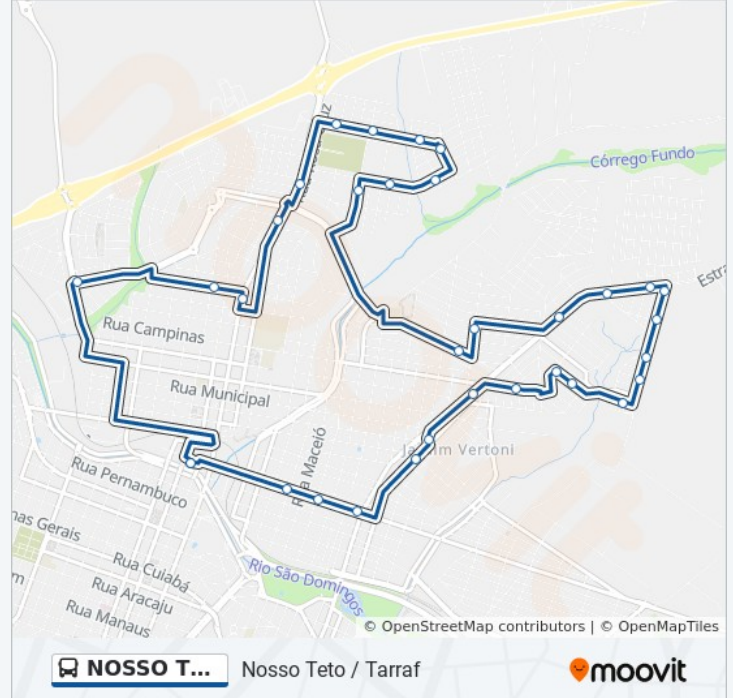 Córrego Fundo
Estra
Rua Campinas
Rua Municipal
Rua Maceió
Jardim Vertoni
Rua Pernambuco
nas Gerais
Rio São Domingos
Rua Cuiabá
Rua Aracaju
Rua Manaus
© OpenStreetMap contributors | © OpenMapTiles
NOSSO T... Nosso Teto / Tarraf moovit